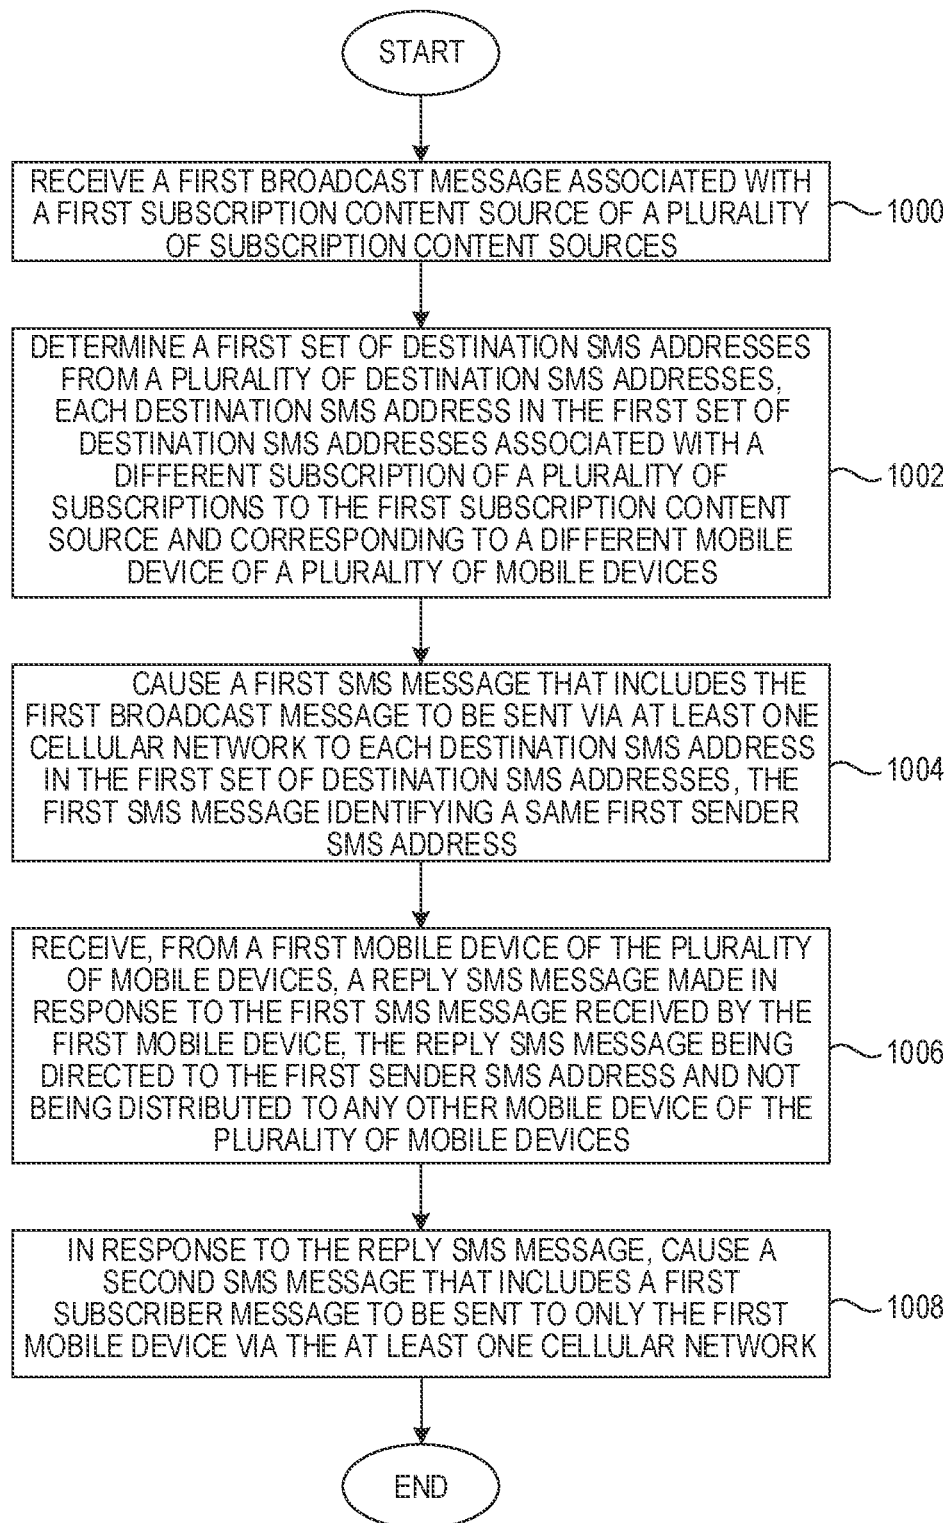 START
RECEIVE A FIRST BROADCAST MESSAGE ASSOCIATED WITH
A FIRST SUBSCRIPTION CONTENT SOURCE OF A PLURALITY
OF SUBSCRIPTION CONTENT SOURCES
1000
DETERMINE A FIRST SET OF DESTINATION SMS ADDRESSES
FROM A PLURALITY OF DESTINATION SMS ADDRESSES,
EACH DESTINATION SMS ADDRESS IN THE FIRST SET OF
DESTINATION SMS ADDRESSES ASSOCIATED WITH A
DIFFERENT SUBSCRIPTION OF A PLURALITY OF
SUBSCRIPTIONS TO THE FIRST SUBSCRIPTION CONTENT
SOURCE AND CORRESPONDING TO A DIFFERENT MOBILE
DEVICE OF A PLURALITY OF MOBILE DEVICES
1002
CAUSE A FIRST SMS MESSAGE THAT INCLUDES THE
FIRST BROADCAST MESSAGE TO BE SENT VIA AT LEAST ONE
CELLULAR NETWORK TO EACH DESTINATION SMS ADDRESS
IN THE FIRST SET OF DESTINATION SMS ADDRESSES, THE
FIRST SMS MESSAGE IDENTIFYING A SAME FIRST SENDER
SMS ADDRESS
1004
RECEIVE, FROM A FIRST MOBILE DEVICE OF THE PLURALITY
OF MOBILE DEVICES, A REPLY SMS MESSAGE MADE IN
RESPONSE TO THE FIRST SMS MESSAGE RECEIVED BY THE
FIRST MOBILE DEVICE, THE REPLY SMS MESSAGE BEING
DIRECTED TO THE FIRST SENDER SMS ADDRESS AND NOT
BEING DISTRIBUTED TO ANY OTHER MOBILE DEVICE OF THE
PLURALITY OF MOBILE DEVICES
1006
IN RESPONSE TO THE REPLY SMS MESSAGE, CAUSE A
SECOND SMS MESSAGE THAT INCLUDES A FIRST
SUBSCRIBER MESSAGE TO BE SENT TO ONLY THE FIRST
MOBILE DEVICE VIA THE AT LEAST ONE CELLULAR NETWORK
1008
END